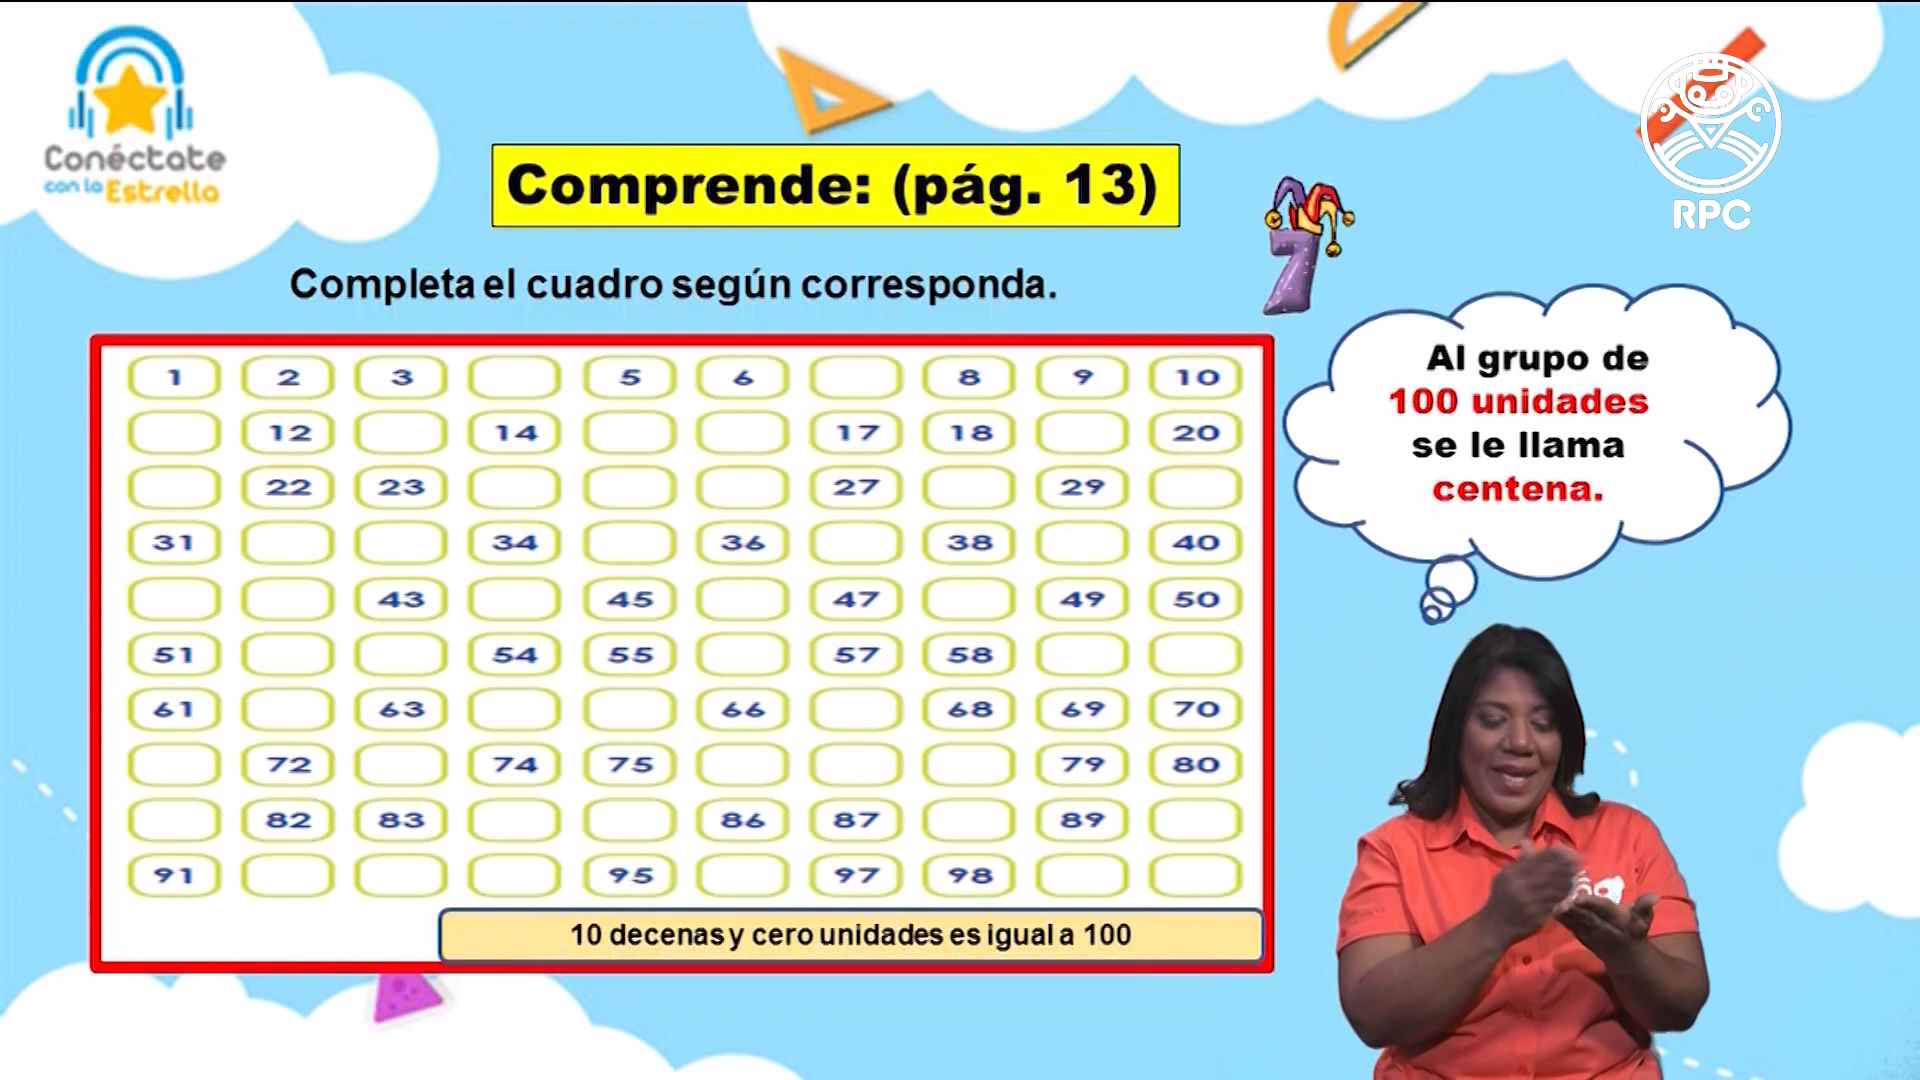 Conéctate
con la Estrella
RPC
Comprende: (pág. 13)
7
Completa el cuadro según corresponda.
1 2 3 5 6 8 9 10
12 14 17 18 20
22 23 27 29
31 34 36 38 40
43 45 47 49 50
51 54 55 57 58
61 63 66 68 69 70
72 74 75 79 80
82 83 86 87 89
91 95 97 98
10 decenas y cero unidades es igual a 100
Al grupo de
100 unidades
se le llama
centena.